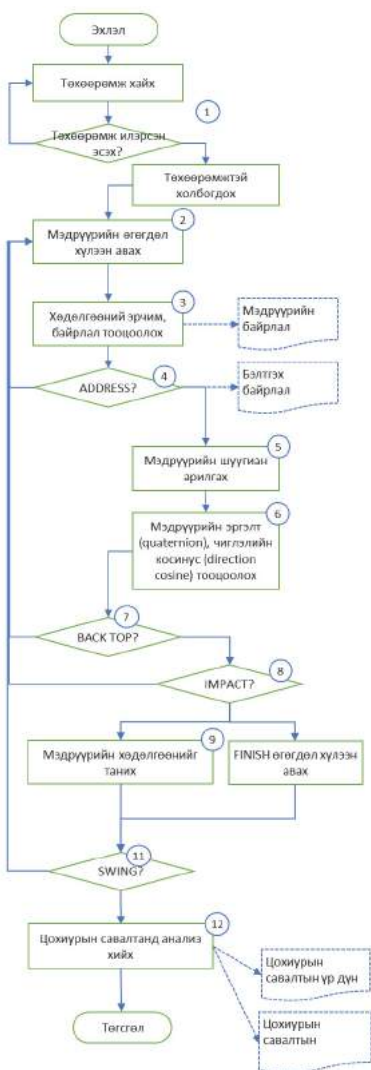 Эхлэл
Төхөөрөмж хайх
1
Төхөөрөмж илэрсэн
эсэх?
Төхөөрөмжтэй
холбогдох
2
Мэдрүүрийн өгөгдөл
хүлээн авах
3
Хөдөлгөөний эрчим,
байрлал тооцоолох
Мэдрүүрийн
байрлал
4
ADDRESS?
Бэлтгэх
байрлал
5
Мэдрүүрийн шуугиан
арилгах
6
Мэдрүүрийн эргэлт
(quaternion), чиглэлийн
косинус (direction
cosine) тооцоолох
7
BACK TOP?
8
IMPACT?
9
Мэдрүүрийн хөдөлгөөнийг
таних
FINISH өгөгдөл хүлээн
авах
11
SWING?
12
Цохиурын савалтанд анализ
хийх
Цохиурын
савалтын үр дүн
Төгсгөл
Цохиурын
савалтын